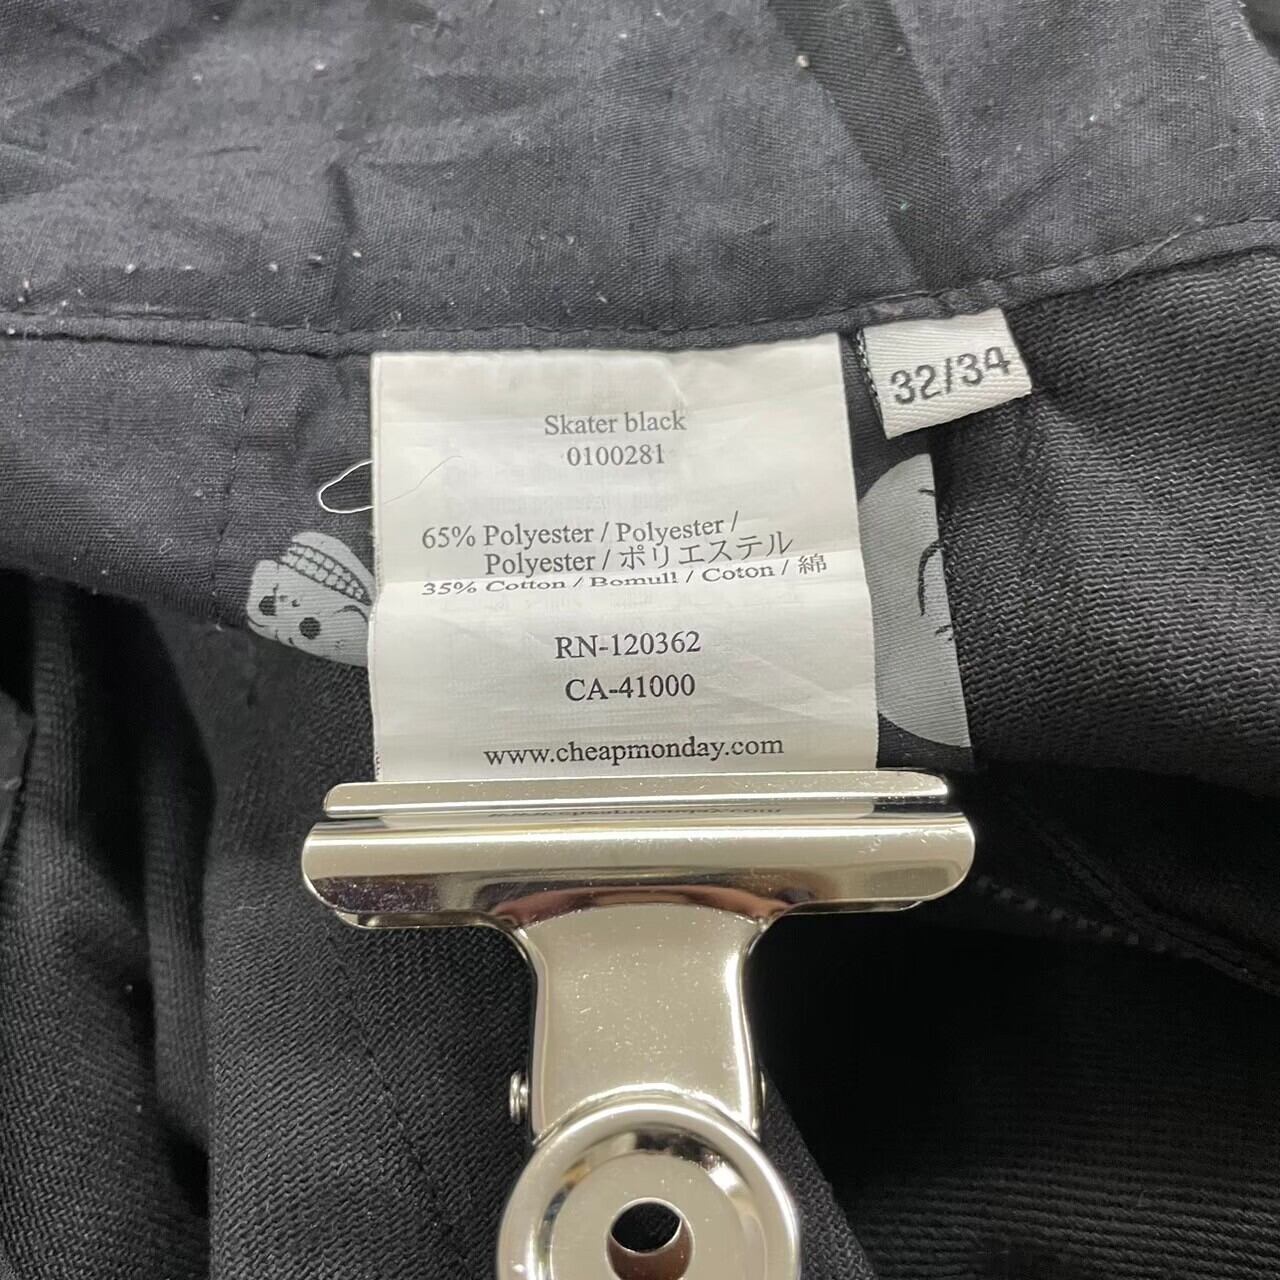 32/34
Skater black
0100281
65% Polyester / Polyester /
Polyester / ポリエステル
35% Cotton / Bomull / Coton / 綿
RN-120362
CA-41000
www.cheapmonday.com